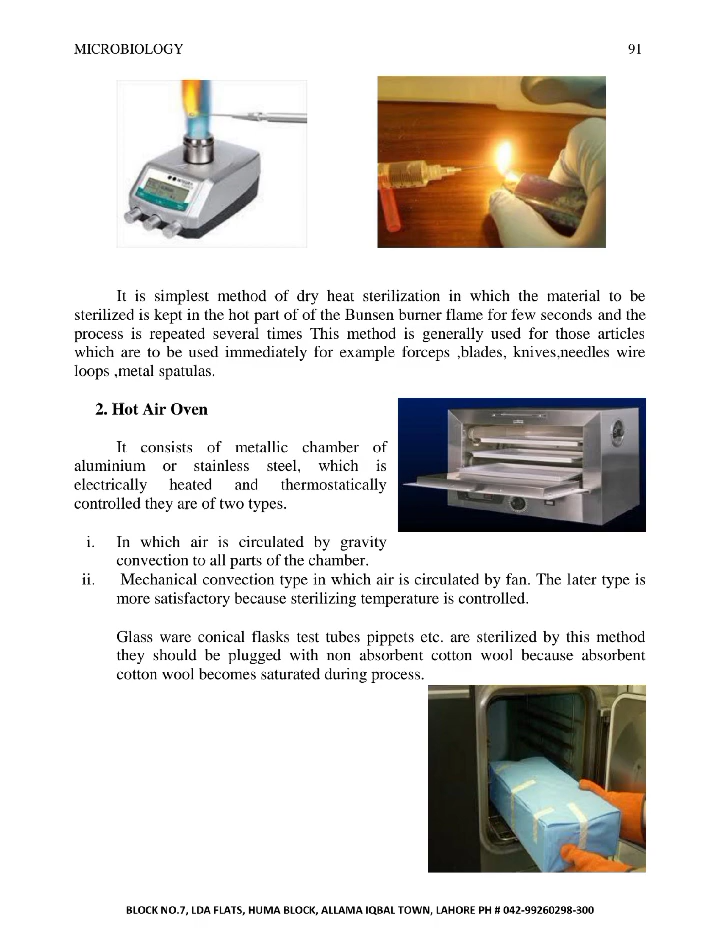 MICROBIOLOGY 91
It is simplest method of dry heat sterilization in which the material to be
sterilized is kept in the hot part of of the Bunsen burner flame for few seconds and the
process is repeated several times This method is generally used for those articles
which are to be used immediately for example forceps ,blades, knives,needles wire
loops ,metal spatulas.
2. Hot Air Oven
It consists of metallic chamber of
aluminium or stainless steel, which is
electrically heated and thermostatically
controlled they are of two types.
i. In which air is circulated by gravity
convection to all parts of the chamber.
ii. Mechanical convection type in which air is circulated by fan. The later type is
more satisfactory because sterilizing temperature is controlled.
Glass ware conical flasks test tubes pippets etc. are sterilized by this method
they should be plugged with non absorbent cotton wool because absorbent
cotton wool becomes saturated during process.
BLOCK NO.7, LDA FLATS, HUMA BLOCK, ALLAMA IQBAL TOWN, LAHORE PH # 042-99260298-300